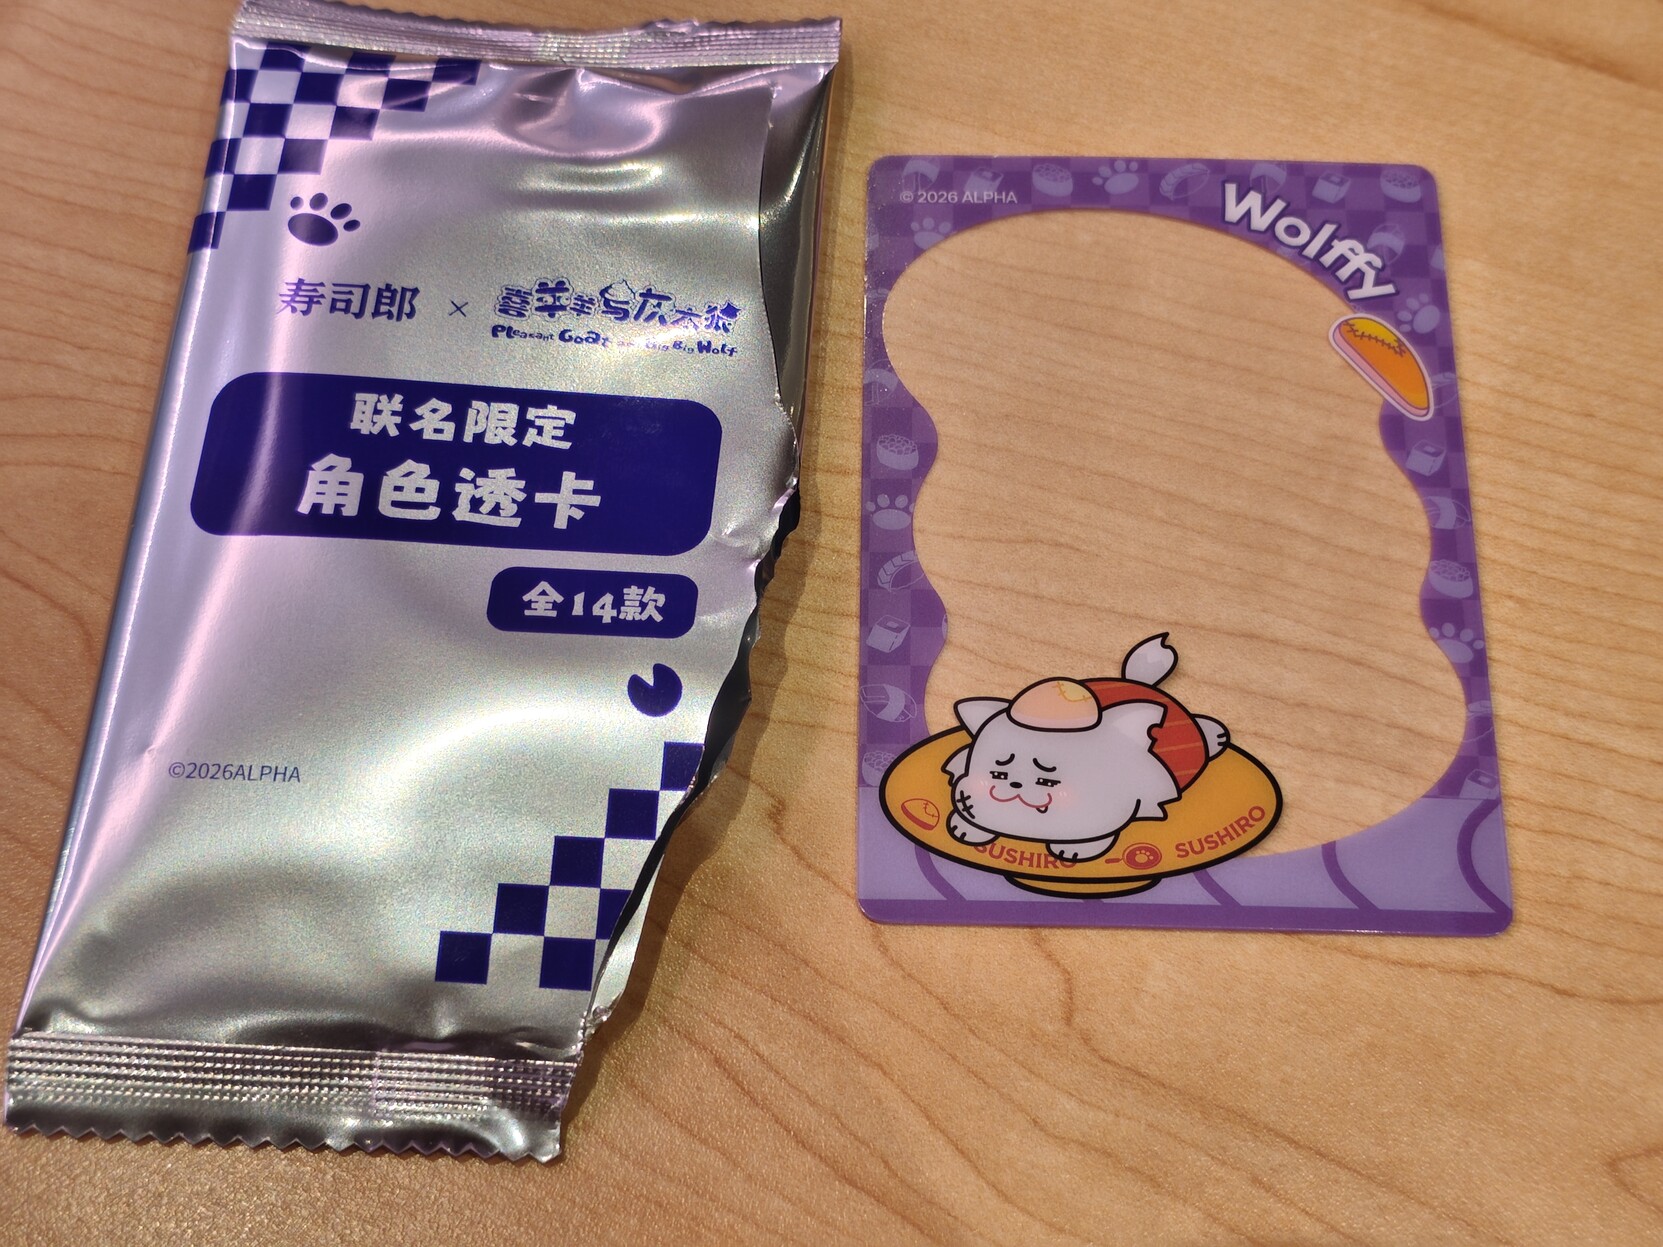 寿司郎 × 喜羊羊与灰太狼
Pleasant Goat and Big Big Wolf
联名限定
角色透卡
全14款
©2026ALPHA
© 2026 ALPHA
Wolffy
SUSHIRO
SUSHIRO